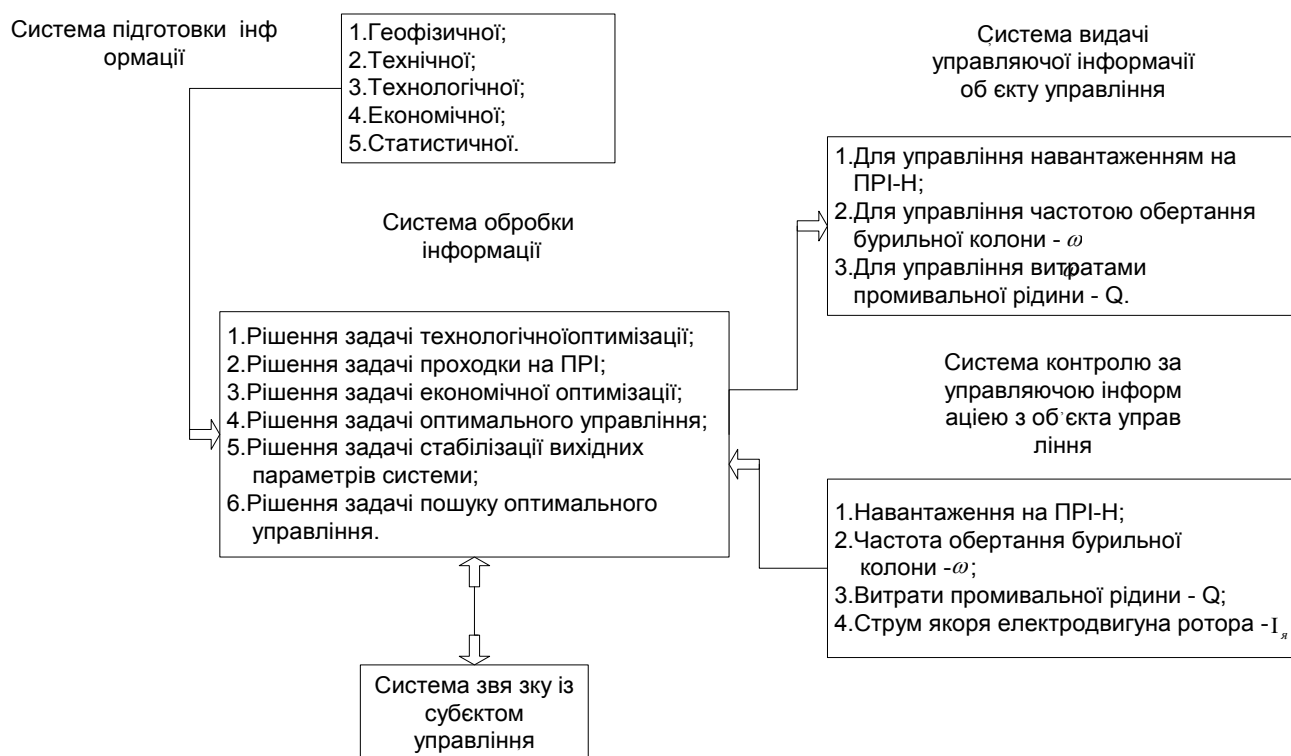 Система підготовки інф
ормації
1.Геофізичної;
2.Технічної;
3.Технологічної;
4.Економічної;
5.Статистичної.
Система видачі
управляючої інформачії
об єкту управління
1.Для управління навантаженням на
ПРІ-Н;
2.Для управління частотою обертання
бурильної колони - ω
3.Для управління витратами
промивальної рідини - Q.
Система обробки
інформації
1.Рішення задачі технологічноїоптимізації;
2.Рішення задачі проходки на ПРІ;
3.Рішення задачі економічної оптимізації;
4.Рішення задачі оптимального управління;
5.Рішення задачі стабілізації вихідних
параметрів системи;
6.Рішення задачі пошуку оптимального
управління.
Система контролю за
управляючою інформ
аціею з об'єкта управ
ління
1.Навантаження на ПРІ-Н;
2.Частота обертання бурильної
колони -ω;
3.Витрати промивальної рідини - Q;
4.Струм якоря електродвигуна ротора -I я
Система звя зку із
субєктом
управління